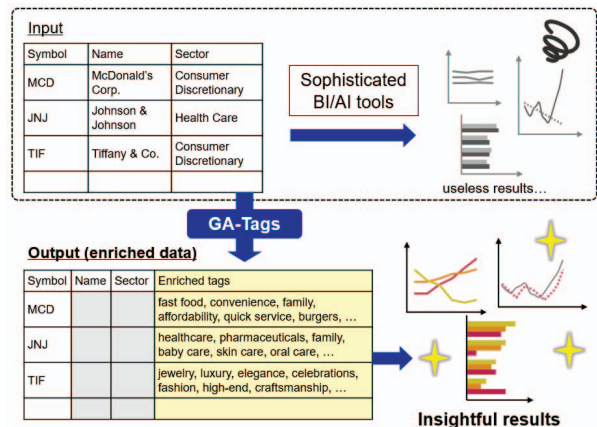 Input
Symbol Name Sector
MCD McDonald's Corp. Consumer Discretionary
JNJ Johnson & Johnson Health Care
TIF Tiffany & Co. Consumer Discretionary
Sophisticated
BI/AI tools
useless results…
GA-Tags
Output (enriched data)
Symbol Name Sector Enriched tags
MCD fast food, convenience, family,
affordability, quick service, burgers, …
JNJ healthcare, pharmaceuticals, family,
baby care, skin care, oral care, …
TIF jewelry, luxury, elegance, celebrations,
fashion, high-end, craftsmanship, …
Insightful results